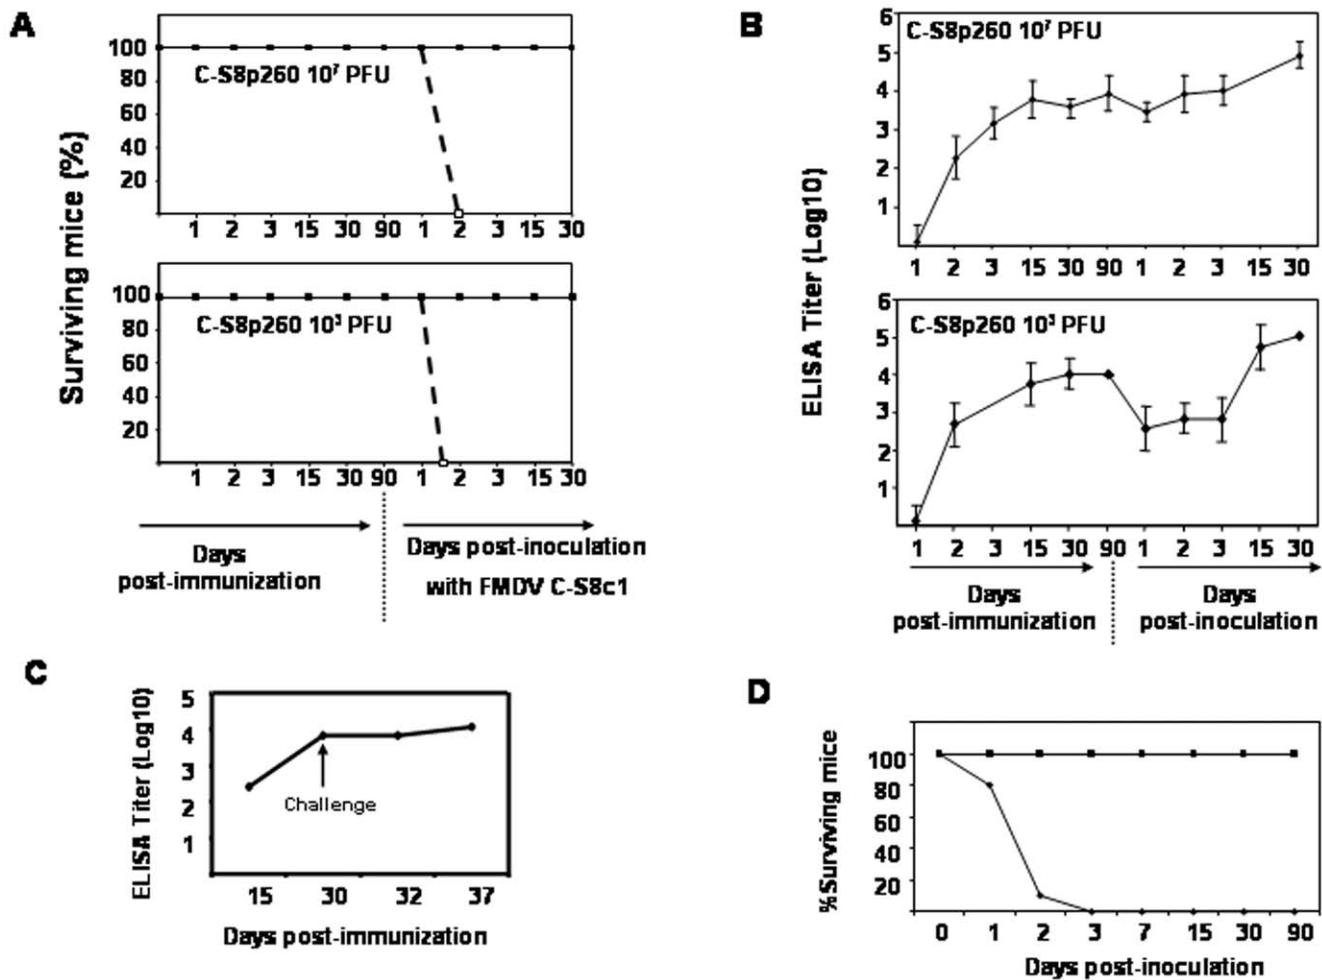 A
Surviving mice (%)
100
80
60
40
20
C-S8p260 10⁷ PFU
1 2 3 15 30 90 1 2 3 15 30
100
80
60
40
20
C-S8p260 10³ PFU
1 2 3 15 30 90 1 2 3 15 30
Days
post-immunization
Days post-inoculation
with FMDV C-S8c1
B
ELISA Titer (Log10)
6
5
4
3
2
1
C-S8p260 10⁷ PFU
1 2 3 15 30 90 1 2 3 15 30
6
5
4
3
2
1
C-S8p260 10³ PFU
1 2 3 15 30 90 1 2 3 15 30
Days
post-immunization
Days
post-inoculation
C
ELISA Titer (Log10)
5
4
3
2
1
Challenge
15 30 32 37
Days post-immunization
D
%Surviving mice
100
80
60
40
20
0 1 2 3 7 15 30 90
Days post-inoculation